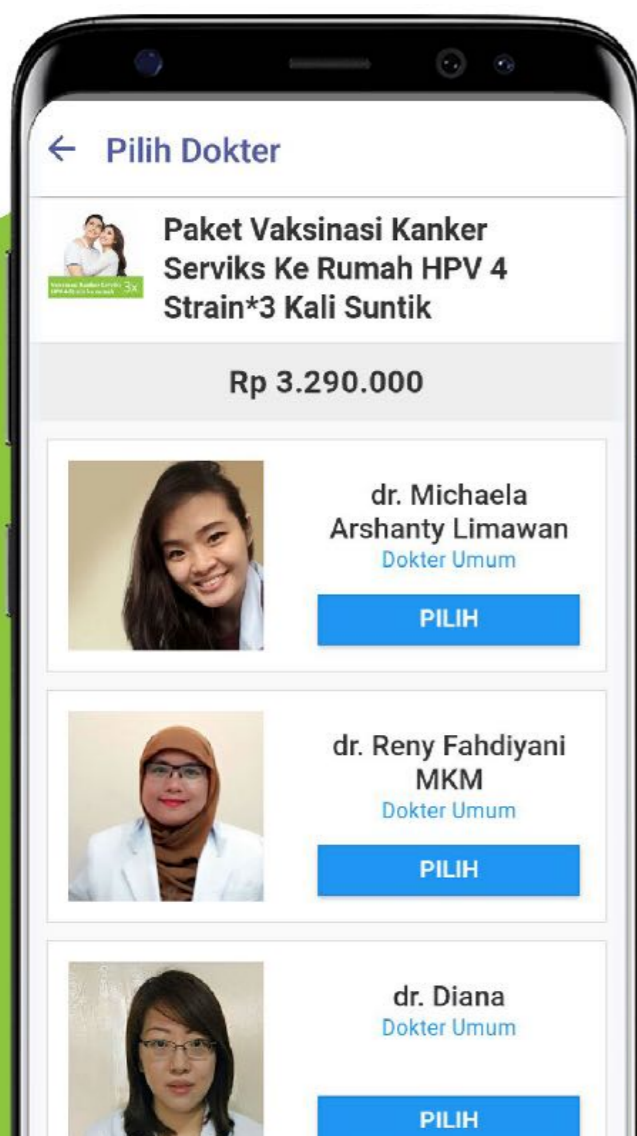 Pilih Dokter
Paket Vaksinasi Kanker
Serviks Ke Rumah HPV 4
Strain*3 Kali Suntik
3x
Rp 3.290.000
dr. Michaela
Arshanty Limawan
Dokter Umum
PILIH
dr. Reny Fahdiyani
MKM
Dokter Umum
PILIH
dr. Diana
Dokter Umum
PILIH